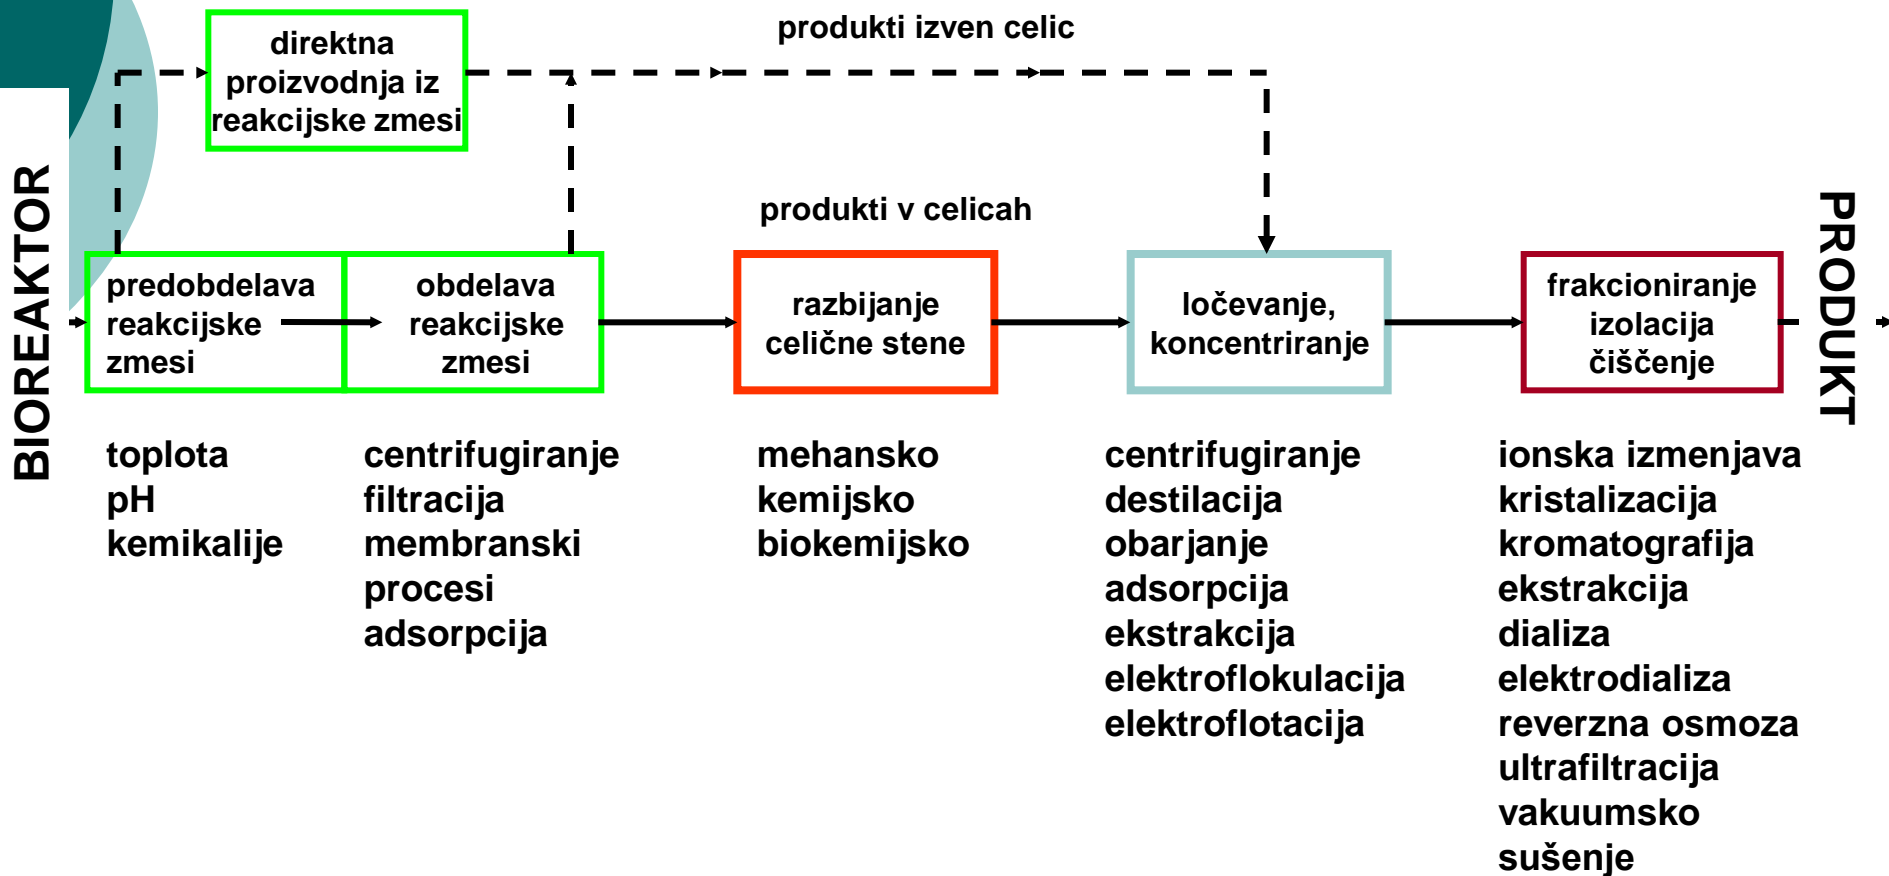 produkti izven celic
direktna
proizvodnja iz
reakcijske zmesi
produkti v celicah
BIOREAKTOR
predobdelava
reakcijske
zmesi
obdelava
reakcijske
zmesi
razbijanje
celične stene
ločevanje,
koncentriranje
frakcioniranje
izolacija
čiščenje
PRODUKT
toplota
pH
kemikalije
centrifugiranje
filtracija
membranski
procesi
adsorpcija
mehansko
kemijsko
biokemijsko
centrifugiranje
destilacija
obarjanje
adsorpcija
ekstrakcija
elektroflokulacija
elektroflotacija
ionska izmenjava
kristalizacija
kromatografija
ekstrakcija
dializa
elektrodializa
reverzna osmoza
ultrafiltracija
vakuumsko
sušenje